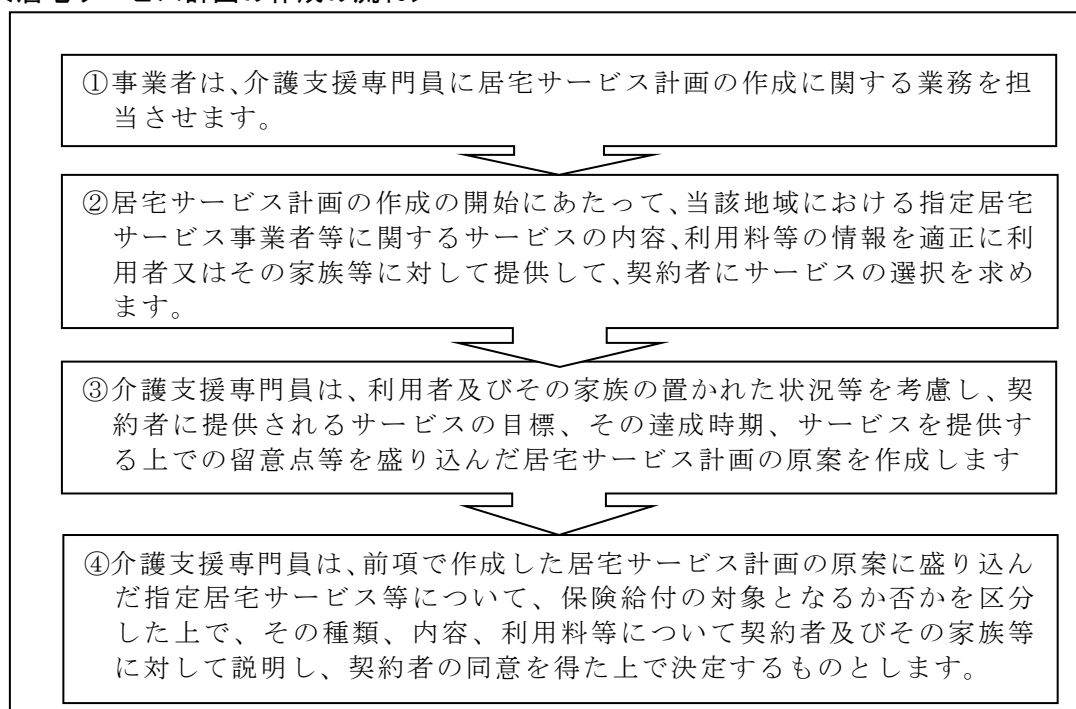 ①事業者は、介護支援専門員に居宅サービス計画の作成に関する業務を担
当させます。
②居宅サービス計画の作成の開始にあたって、当該地域における指定居宅
サービス事業者等に関するサービスの内容、利用料等の情報を適正に利
用者又はその家族等に対して提供して、契約者にサービスの選択を求め
ます。
③介護支援専門員は、利用者及びその家族の置かれた状況等を考慮し、契
約者に提供されるサービスの目標、その達成時期、サービスを提供す
る上での留意点等を盛り込んだ居宅サービス計画の原案を作成します
④介護支援専門員は、前項で作成した居宅サービス計画の原案に盛り込ん
だ指定居宅サービス等について、保険給付の対象となるか否かを区分
した上で、その種類、内容、利用料等について契約者及びその家族等
に対して説明し、契約者の同意を得た上で決定するものとします。